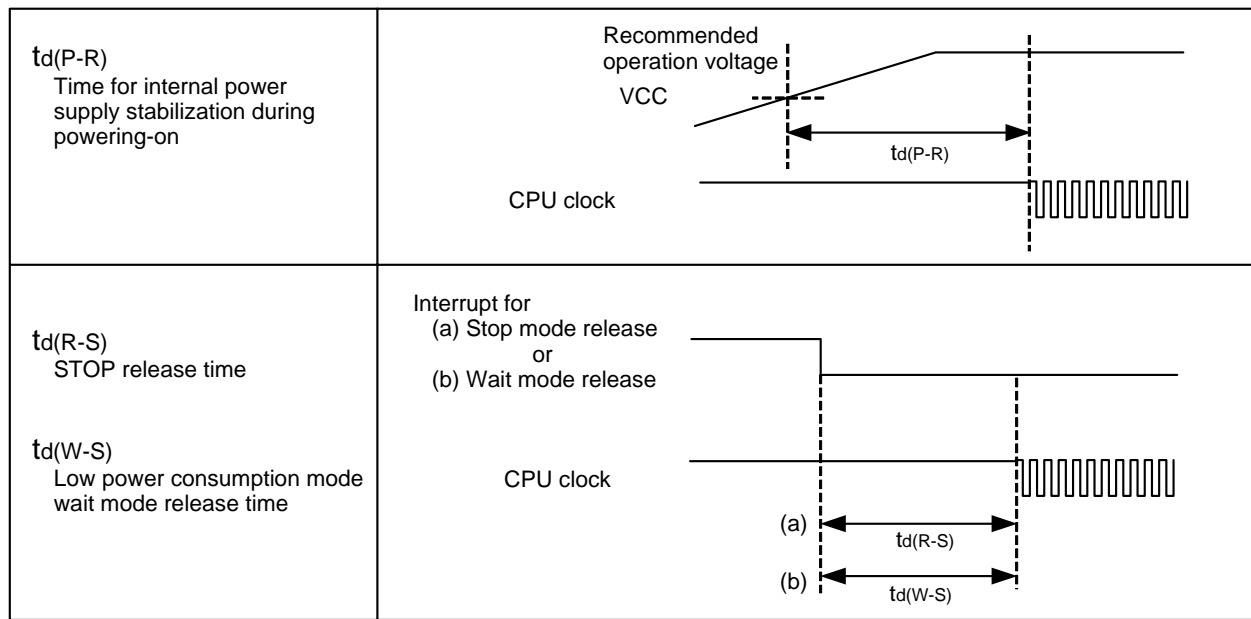 td(P-R)
Time for internal power
supply stabilization during
powering-on
Recommended
operation voltage
VCC
td(P-R)
CPU clock
td(R-S)
STOP release time
td(W-S)
Low power consumption mode
wait mode release time
Interrupt for
(a) Stop mode release
or
(b) Wait mode release
CPU clock
(a)
td(R-S)
(b)
td(W-S)